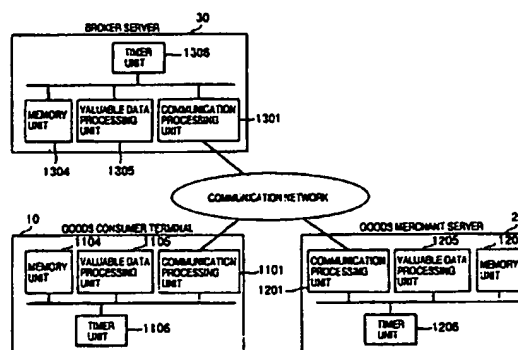 BROKER SERVER
30
TIMER
UNIT
1306
MEMORY
UNIT
VALUABLE DATA
PROCESSING
UNIT
COMMUNICATION
PROCESSING
UNIT
1301
1304
1305
COMMUNICATION NETWORK
10
GOODS CONSUMER TERMINAL
1104
1105
MEMORY
UNIT
VALUABLE DATA
PROCESSING
UNIT
COMMUNICATION
PROCESSING
UNIT
1101
TIMER
UNIT
1106
GOODS MERCHANT SERVER
1205
COMMUNICATION
PROCESSING
UNIT
VALUABLE DATA
PROCESSING
UNIT
MEMORY
UNIT
1201
TIMER
UNIT
1206